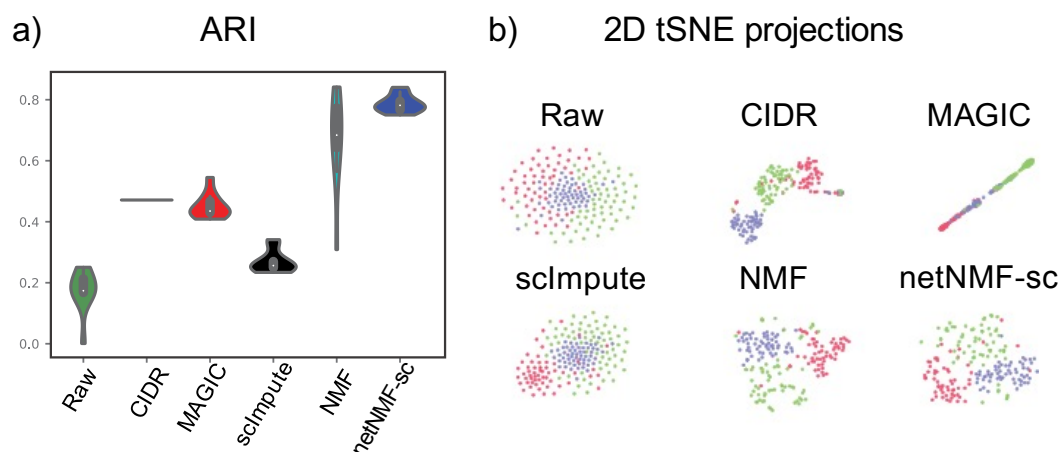 a)
ARI
0.8
0.6
0.4
0.2
0.0
Raw
CIDR
MAGIC
scImpute
NMF
netNMF-sc
b)
2D tSNE projections
Raw CIDR MAGIC
scImpute NMF netNMF-sc